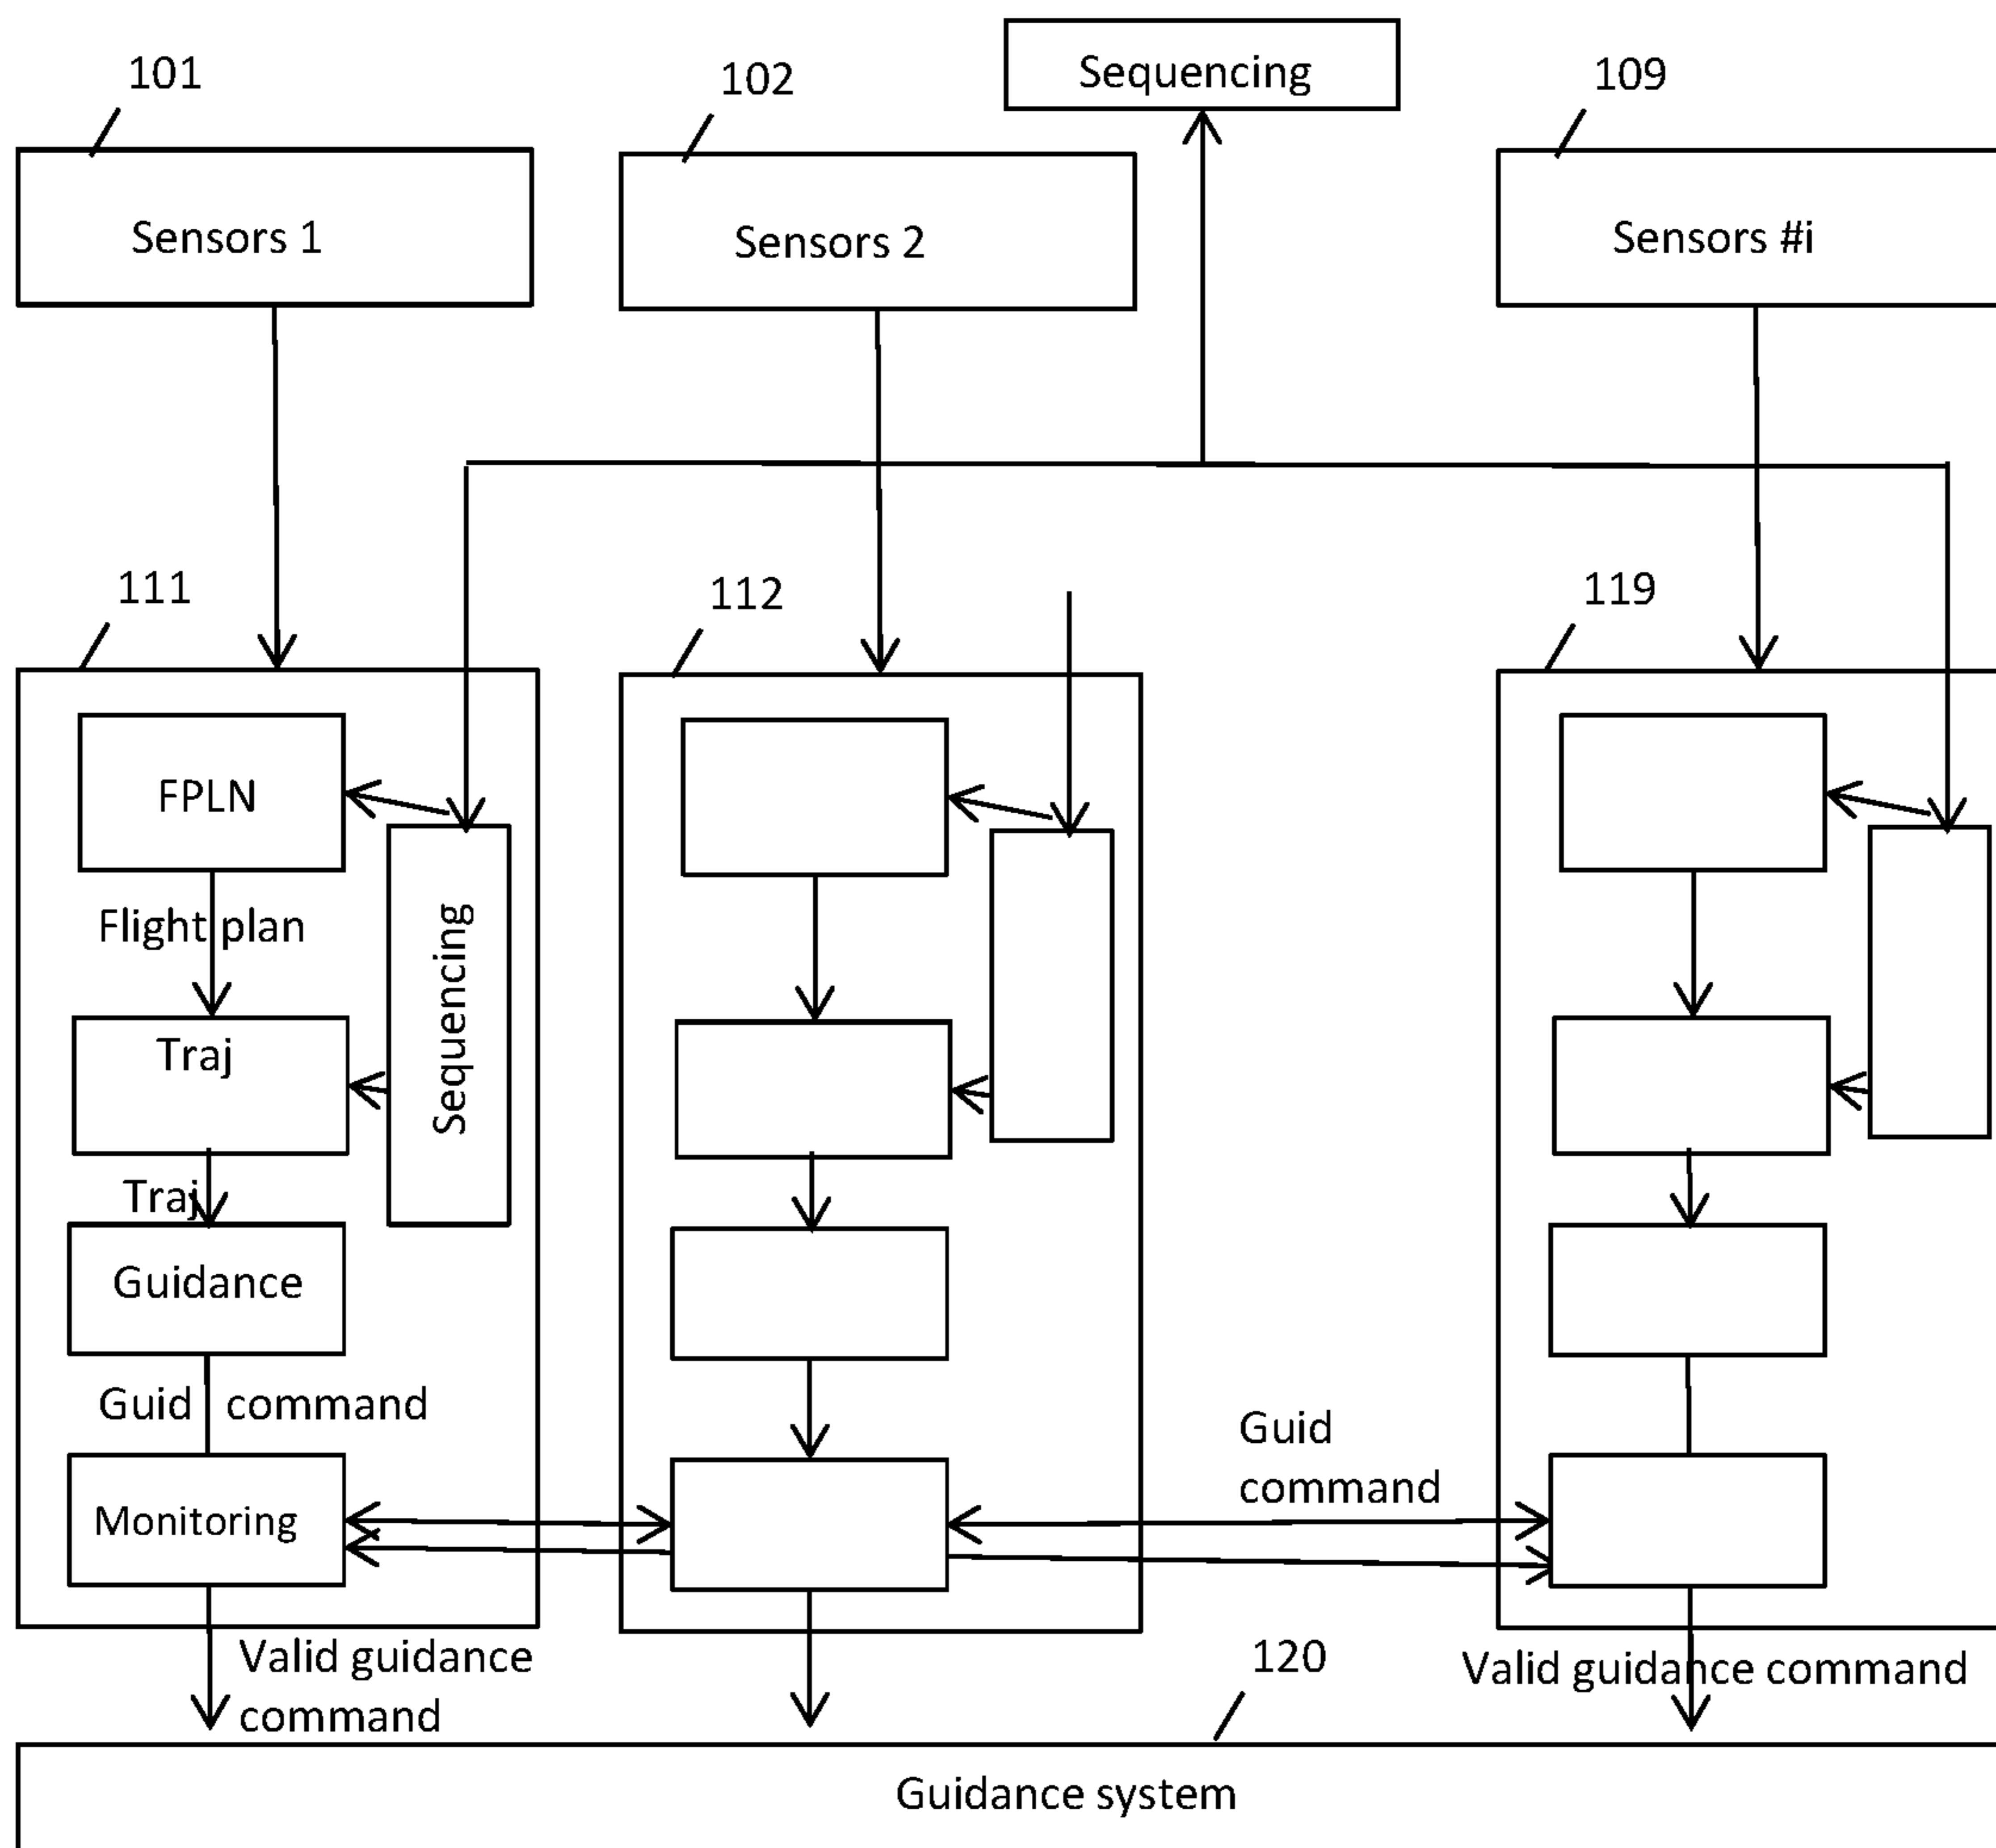 101
102
Sequencing
109
Sensors 1
Sensors 2
Sensors #i
111
112
119
FPLN
Flight plan
Sequencing
Traj
Traj
Guidance
Guid command
Guid
command
Monitoring
Valid guidance
command
120
Valid guidance command
Guidance system